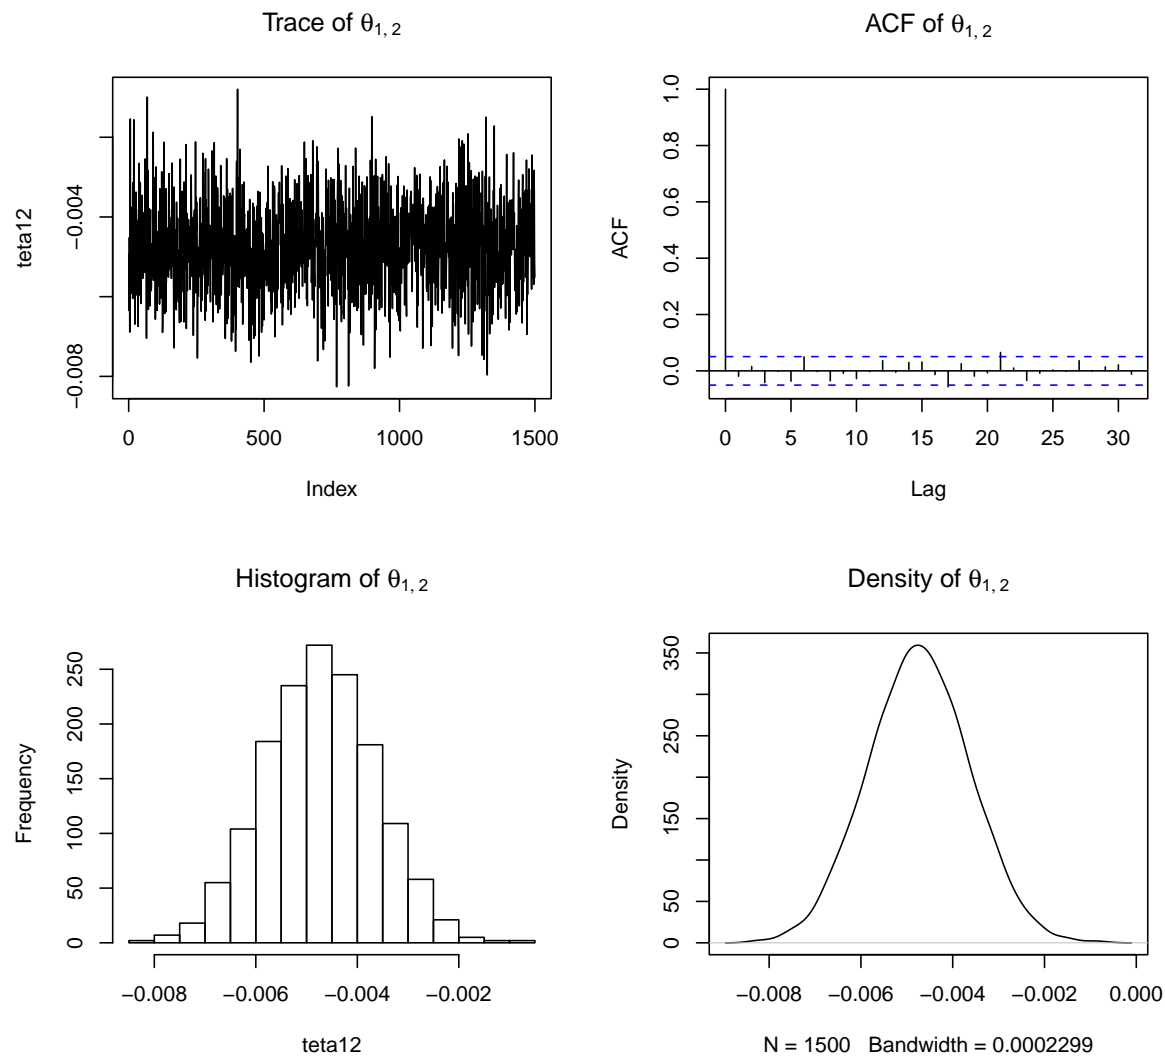 Trace of θ1, 2
teta12
−0.004
−0.008
0 500 1000 1500
Index
ACF of θ1, 2
ACF
1.0
0.8
0.6
0.4
0.2
0.0
0 5 10 15 20 25 30
Lag
Histogram of θ1, 2
Frequency
250
200
150
100
50
0
−0.008 −0.006 −0.004 −0.002
teta12
Density of θ1, 2
Density
350
250
150
50
0
−0.008 −0.006 −0.004 −0.002 0.000
N = 1500 Bandwidth = 0.0002299